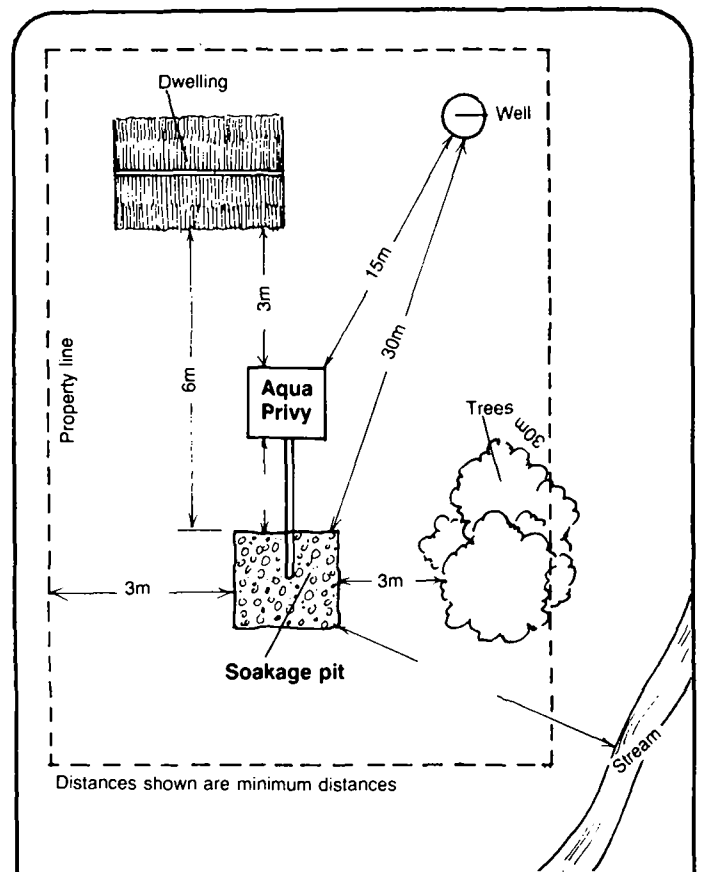 Dwelling
Well
15m
3m
30m
Property line
6m
Aqua
Privy
Trees
30m
3m
3m
Soakage pit
Stream
Distances shown are minimum distances